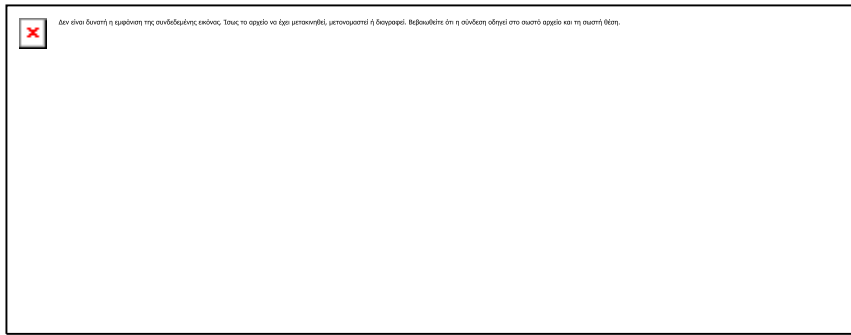 Δεν είναι δυνατή η εμφάνιση της συνδεδεμένης εικόνας. Ίσως το αρχείο να έχει μετακινηθεί, μετονομαστεί ή διαγραφεί. Βεβαιωθείτε ότι η σύνδεση οδηγεί στο σωστό αρχείο και τη σωστή θέση.